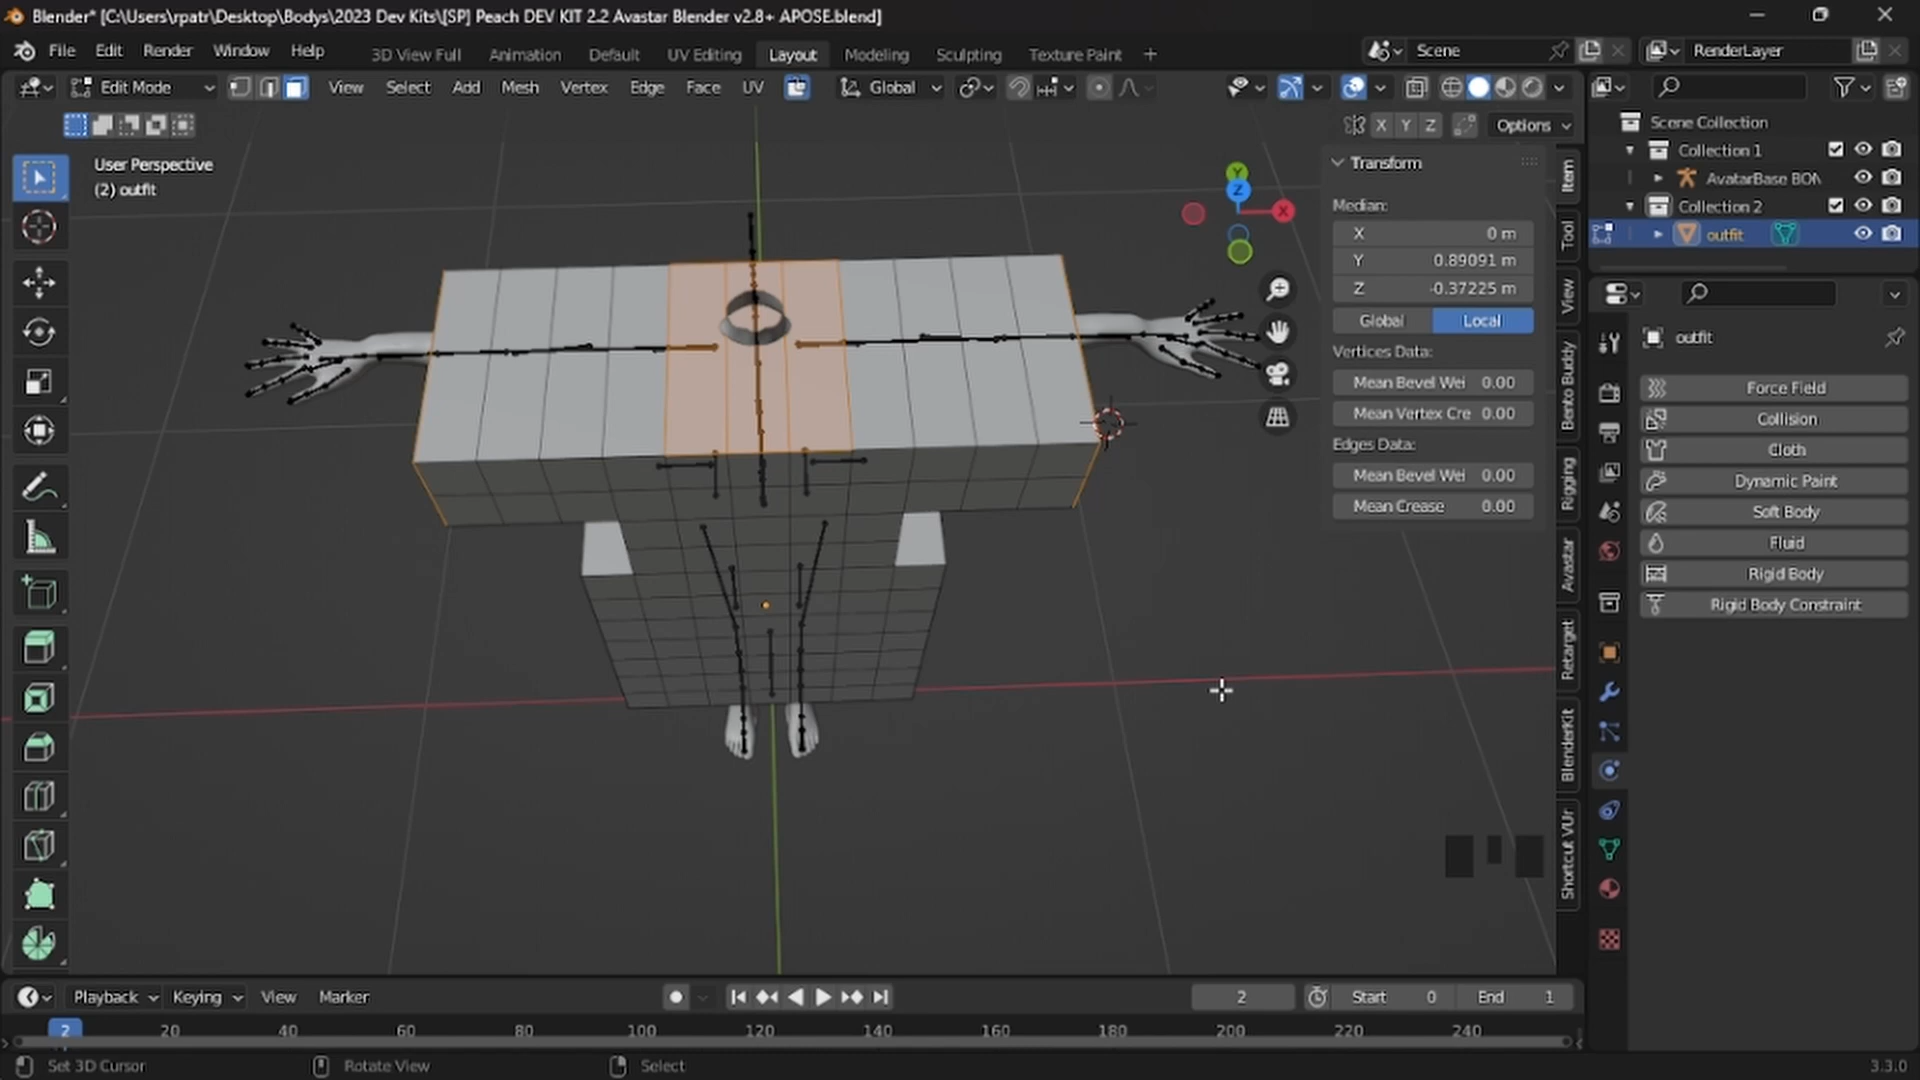 Blender* [C:\Users\rpatr\Desktop\Bodys\2023 Dev Kits\[SP] Peach DEV KIT 2.2 Avastar Blender v2.8+ APOSE.blend]
File Edit Render Window Help 3D View Full Animation Default UV Editing Layout Modeling Sculpting Texture Paint + Scene RenderLayer
Edit Mode View Select Add Mesh Vertex Edge Face UV Global
X Y Z Options
User Perspective
(2) outfit
Y
Z
X
Transform
Median:
X 0 m
Y 0.89091 m
Z -0.37225 m
Global Local
Vertices Data:
Mean Bevel Wei 0.00
Mean Vertex Cre 0.00
Edges Data:
Mean Bevel Wei 0.00
Mean Crease 0.00
Item
Tool
View
Bento Buddy
Rigging
Avastar
Retarget
BlenderKit
Shortcut VUr
Scene Collection
Collection 1
AvatarBase BON
Collection 2
outfit
outfit
Force Field
Collision
Cloth
Dynamic Paint
Soft Body
Fluid
Rigid Body
Rigid Body Constraint
Playback Keying View Marker 2 Start 0 End 1
2 20 40 60 80 100 120 140 160 180 200 220 240
Set 3D Cursor Rotate View Select 3.3.0